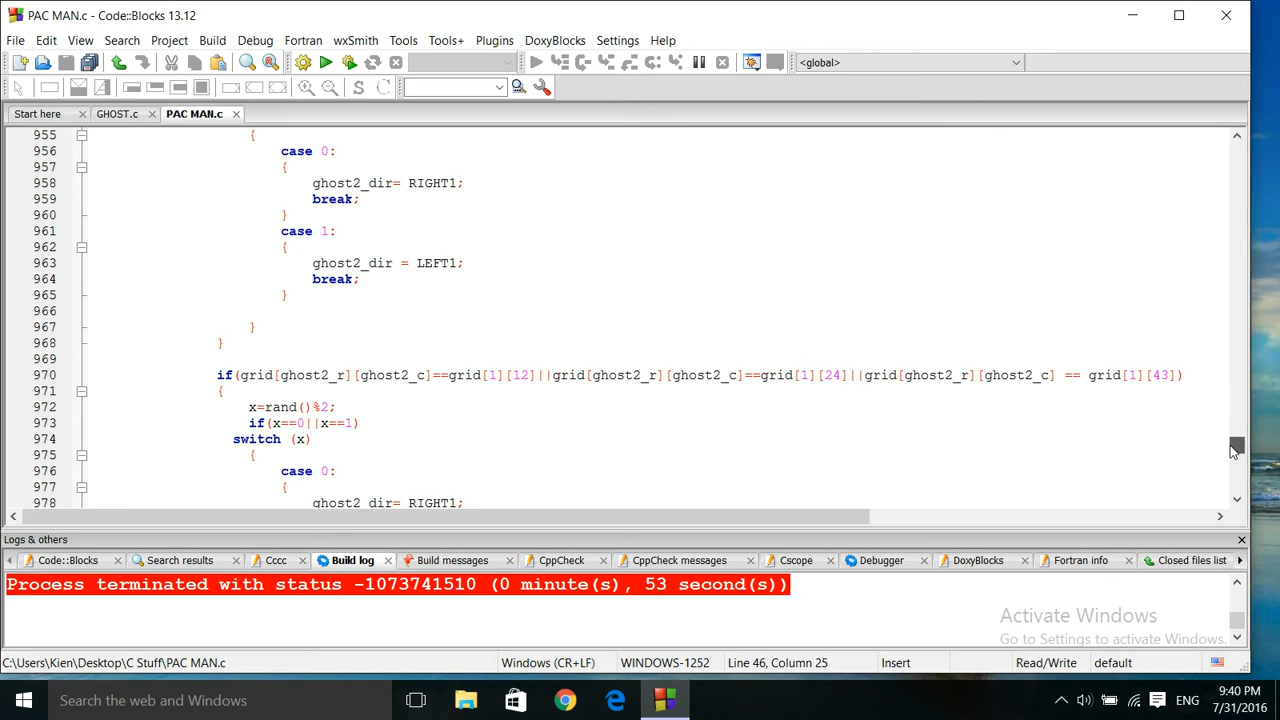 PAC MAN.c - Code::Blocks 13.12
File Edit View Search Project Build Debug Fortran wxSmith Tools Tools+ Plugins DoxyBlocks Settings Help
<global>
Start here GHOST.c PAC MAN.c
955 {
956 case 0:
957 {
958 ghost2_dir= RIGHT1;
959 break;
960 }
961 case 1:
962 {
963 ghost2_dir = LEFT1;
964 break;
965 }
966
967 }
968 }
969
970 if(grid[ghost2_r][ghost2_c]==grid[1][12]||grid[ghost2_r][ghost2_c]==grid[1][24]||grid[ghost2_r][ghost2_c] == grid[1][43])
971 {
972 x=rand()%2;
973 if(x==0||x==1)
974 switch (x)
975 {
976 case 0:
977 {
978 ghost2_dir= RIGHT1;
Logs & others
Code::Blocks Search results Cccc Build log Build messages CppCheck CppCheck messages Cscope Debugger DoxyBlocks Fortran info Closed files list
Process terminated with status -1073741510 (0 minute(s), 53 second(s))
Activate Windows
Go to Settings to activate Windows.
C:\Users\Kien\Desktop\C Stuff\PAC MAN.c Windows (CR+LF) WINDOWS-1252 Line 46, Column 25 Insert Read/Write default
Search the web and Windows ENG 9:40 PM
7/31/2016